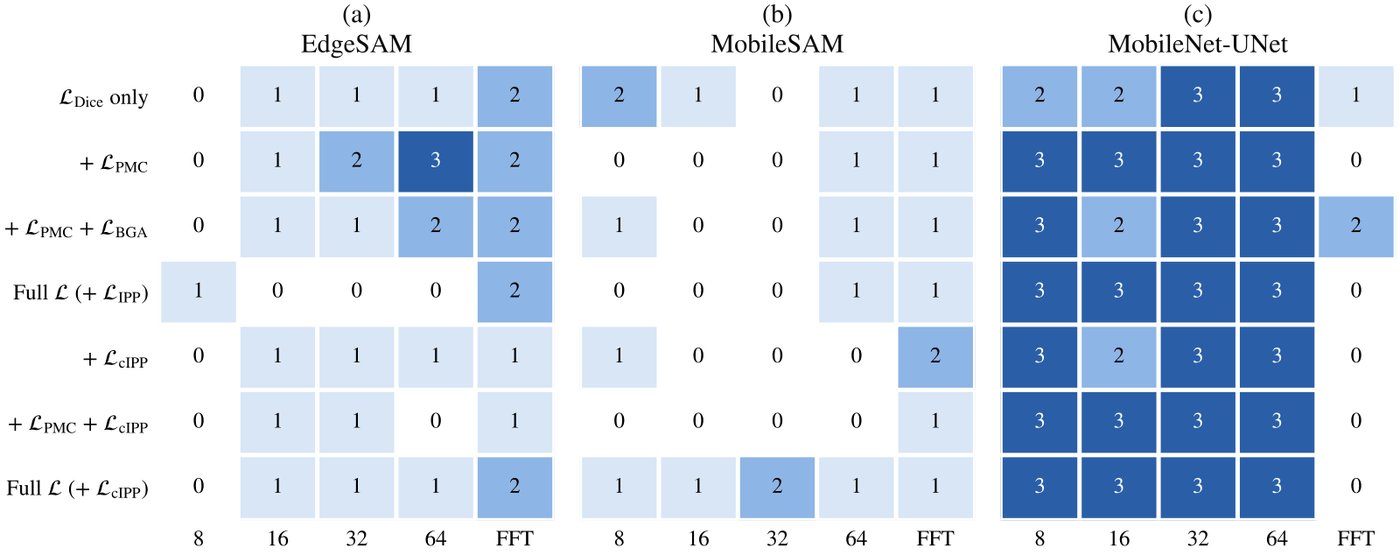 (a) (b) (c)
EdgeSAM MobileSAM MobileNet-UNet
ℒDice only 0 1 1 1 2 2 1 0 1 1 2 2 3 3 1
+ ℒPMC 0 1 2 3 2 0 0 0 1 1 3 3 3 3 0
+ ℒPMC + ℒBGA 0 1 1 2 2 1 0 0 1 1 3 2 3 3 2
Full ℒ (+ ℒIPP) 1 0 0 0 2 0 0 0 1 1 3 3 3 3 0
+ ℒcIPP 0 1 1 1 1 1 0 0 0 2 3 2 3 3 0
+ ℒPMC + ℒcIPP 0 1 1 0 1 0 0 0 0 1 3 3 3 3 0
Full ℒ (+ ℒcIPP) 0 1 1 1 2 1 1 2 1 1 3 3 3 3 0
8 16 32 64 FFT 8 16 32 64 FFT 8 16 32 64 FFT